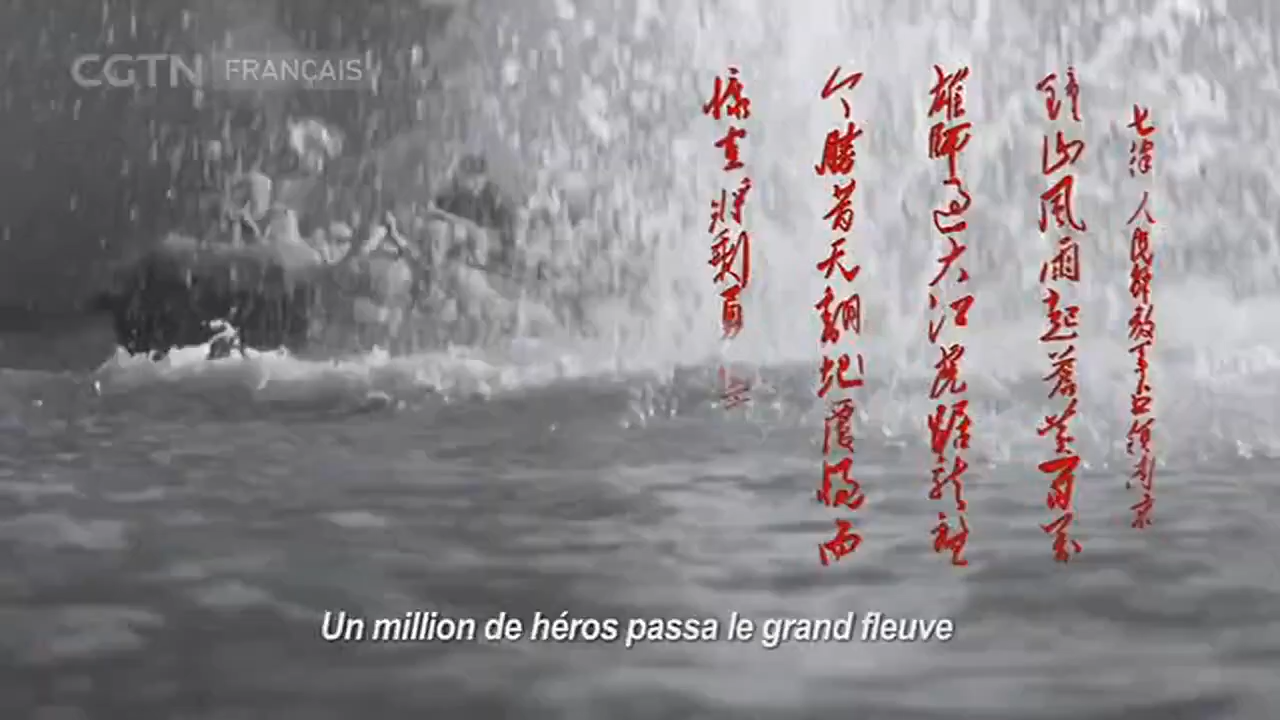 CGTN FRANÇAIS
七律 人民解放军占领南京
钟山风雨起苍黄百万
雄师过大江虎踞龙盘
今胜昔天翻地覆慨而
慷宜将剩勇
Un million de héros passa le grand fleuve